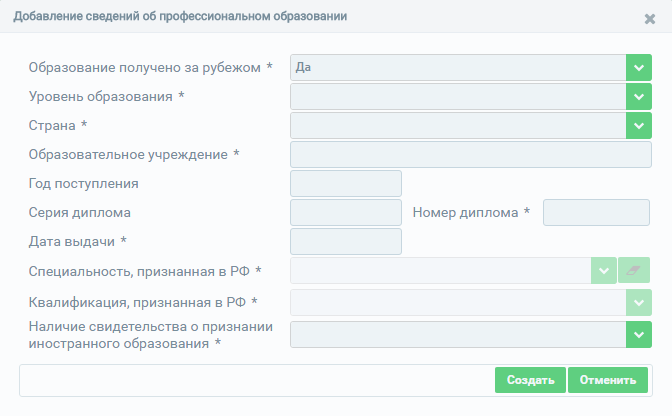 Добавление сведений об профессиональном образовании
Образование получено за рубежом * Да
Уровень образования *
Страна *
Образовательное учреждение *
Год поступления
Серия диплома Номер диплома *
Дата выдачи *
Специальность, признанная в РФ *
Квалификация, признанная в РФ *
Наличие свидетельства о признании
иностранного образования *
Создать Отменить